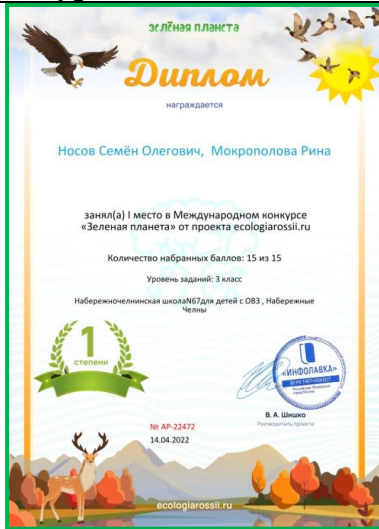 зелёная планета
Диплом
награждается
Носов Семён Олегович, Мокрополова Рина
занял(а) I место в Международном конкурсе
«Зеленая планета» от проекта ecologiarossii.ru
Количество набранных баллов: 15 из 15
Уровень заданий: 3 класс
Набережночелнинская школаN67для детей с ОВЗ , Набережные
Челны
1
степени
«ИНФОЛАВКА»
В. А. Шишко
Руководитель проекта
№ AP-22472
14.04.2022
ecologiarossii.ru